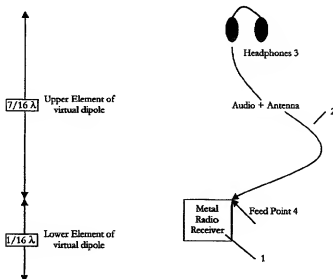 Headphones 3
7/16 λ
Upper Element of
virtual dipole
Audio + Antenna
2
Metal
Radio
Receiver
Feed Point 4
1/16 λ
Lower Element of
virtual dipole
1